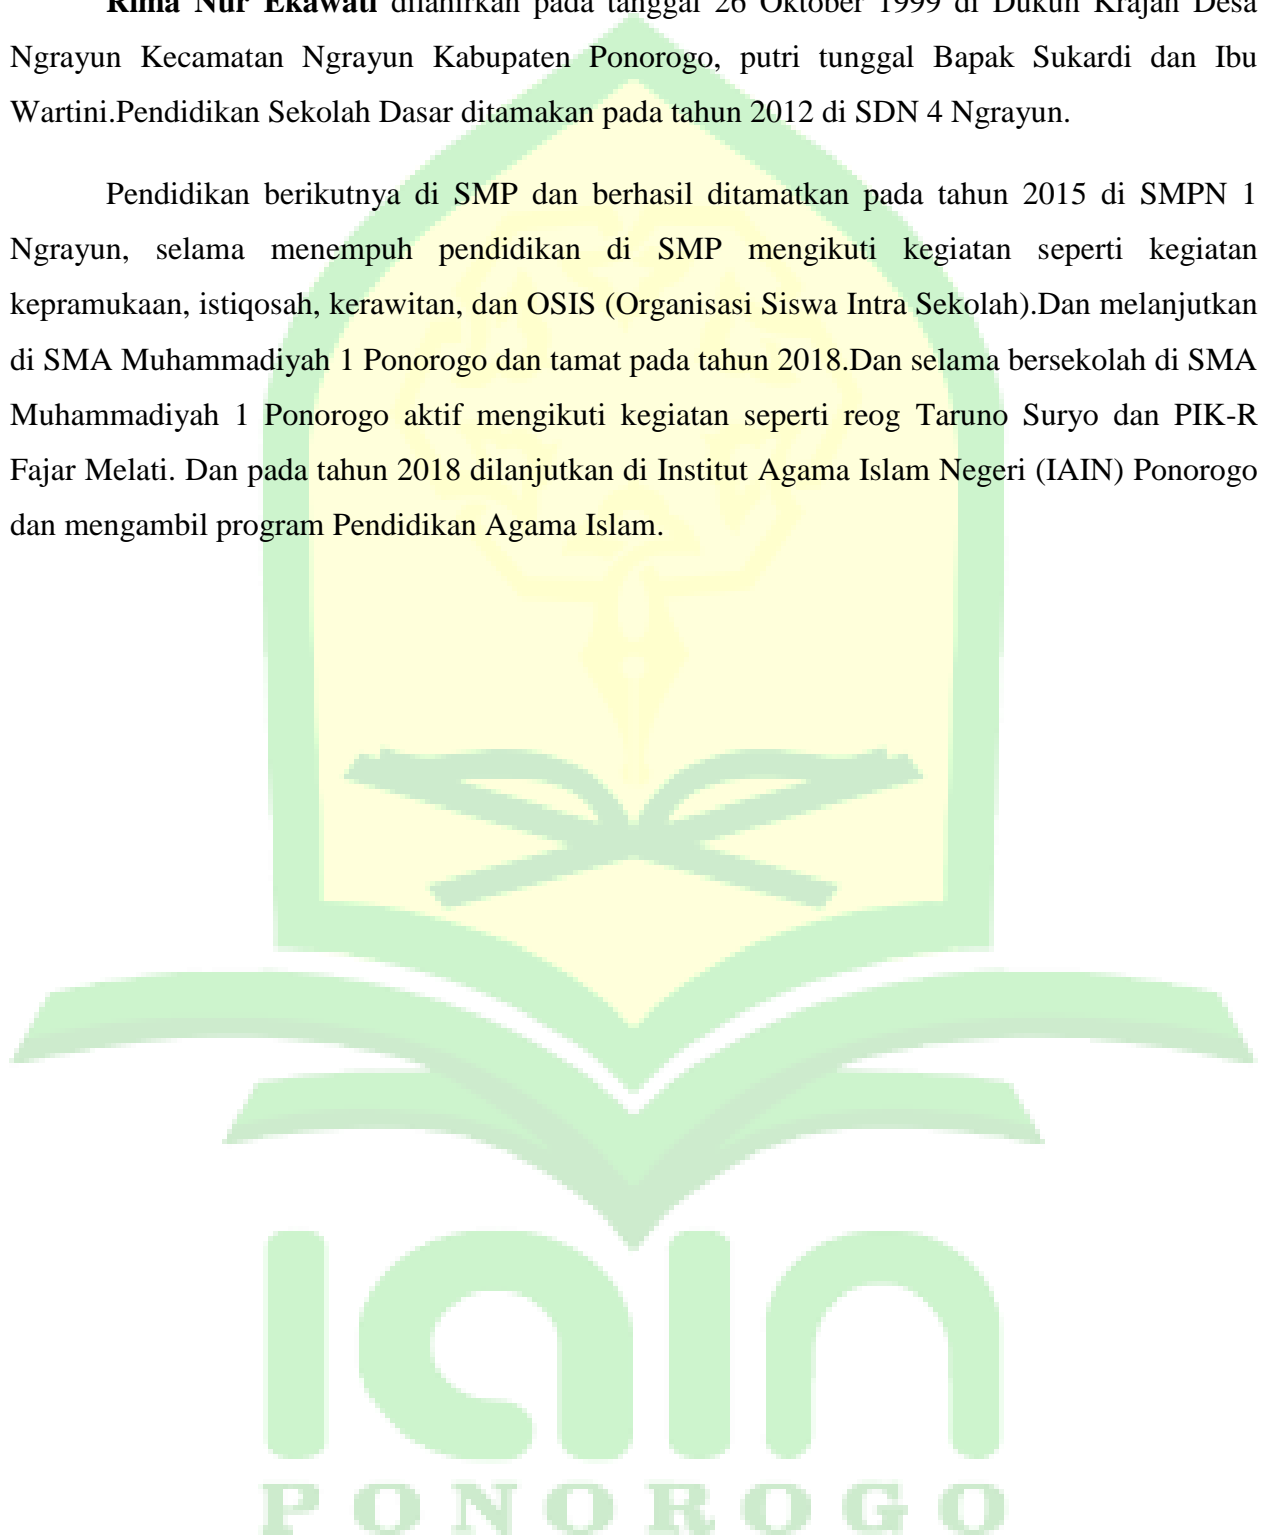 Rima Nur Ekawati dilahirkan pada tanggal 26 Oktober 1999 di Dukuh Krajan Desa
Ngrayun Kecamatan Ngrayun Kabupaten Ponorogo, putri tunggal Bapak Sukardi dan Ibu
Wartini.Pendidikan Sekolah Dasar ditamakan pada tahun 2012 di SDN 4 Ngrayun.
Pendidikan berikutnya di SMP dan berhasil ditamatkan pada tahun 2015 di SMPN 1
Ngrayun, selama menempuh pendidikan di SMP mengikuti kegiatan seperti kegiatan
kepramukaan, istiqosah, kerawitan, dan OSIS (Organisasi Siswa Intra Sekolah).Dan melanjutkan
di SMA Muhammadiyah 1 Ponorogo dan tamat pada tahun 2018.Dan selama bersekolah di SMA
Muhammadiyah 1 Ponorogo aktif mengikuti kegiatan seperti reog Taruno Suryo dan PIK-R
Fajar Melati. Dan pada tahun 2018 dilanjutkan di Institut Agama Islam Negeri (IAIN) Ponorogo
dan mengambil program Pendidikan Agama Islam.
iain
PONOROGO